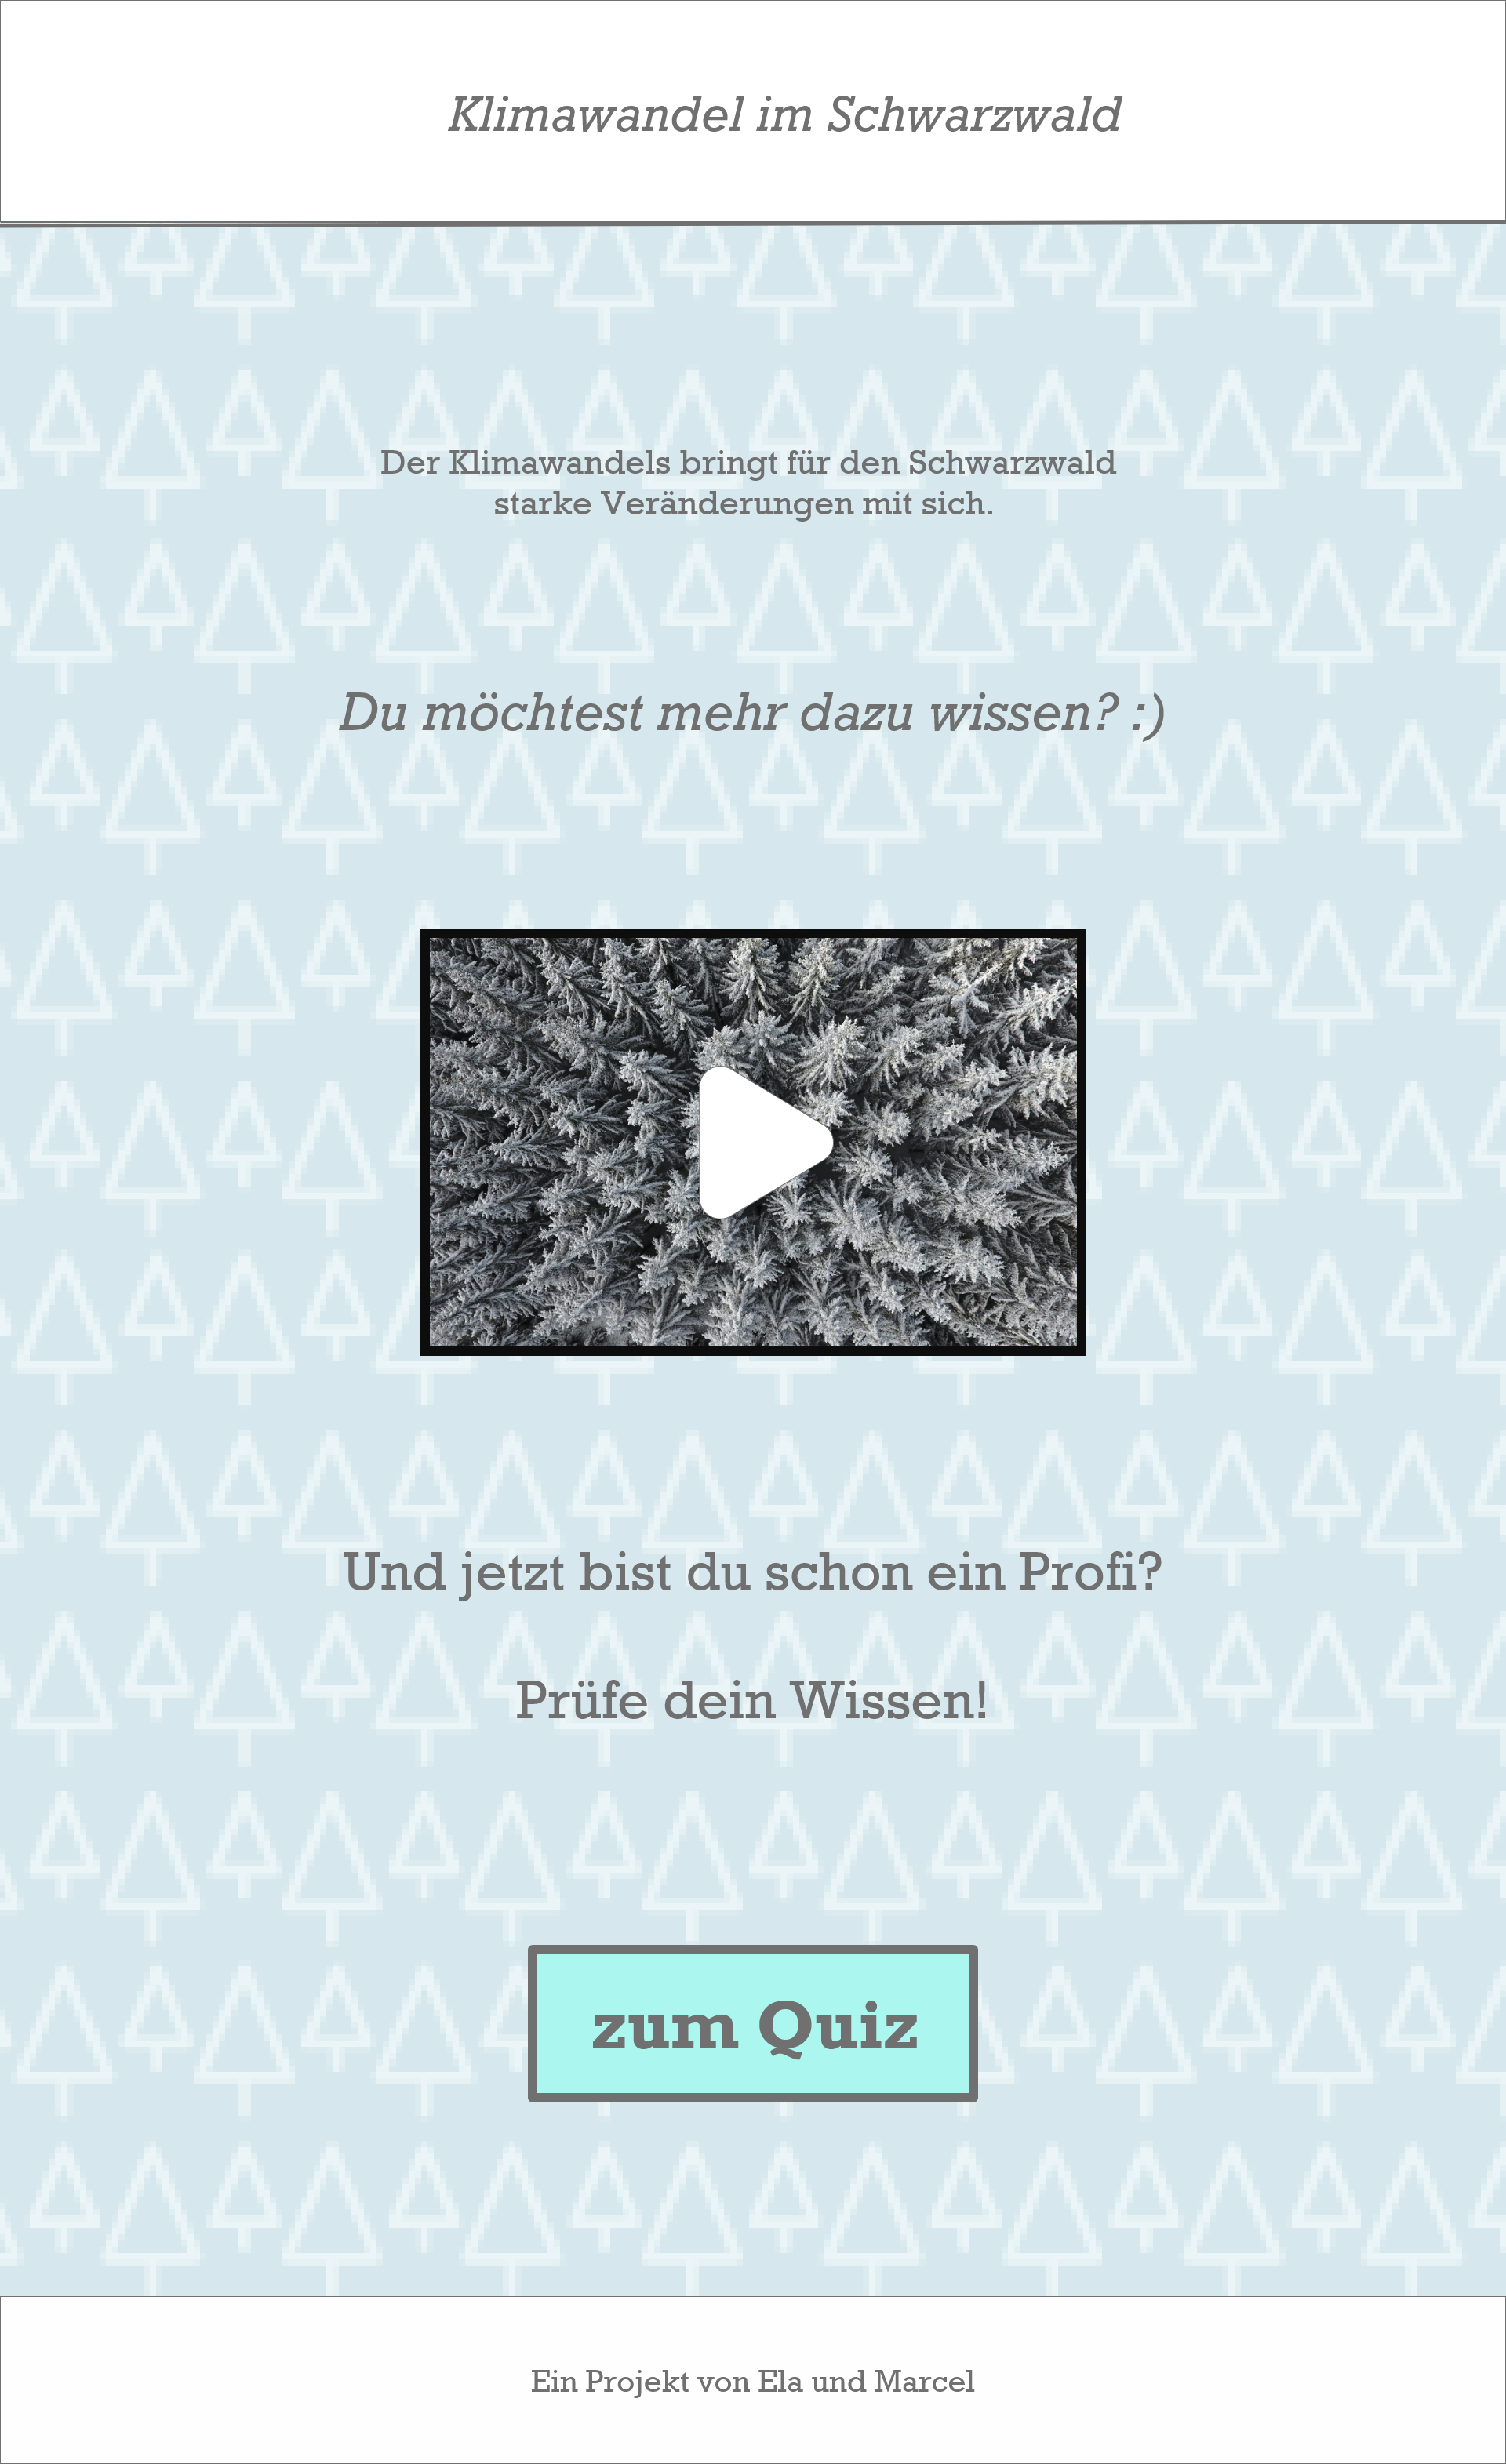 Klimawandel im Schwarzwald
Der Klimawandels bringt für den Schwarzwald
starke Veränderungen mit sich.
Du möchtest mehr dazu wissen? :)
Und jetzt bist du schon ein Profi?
Prüfe dein Wissen!
zum Quiz
Ein Projekt von Ela und Marcel